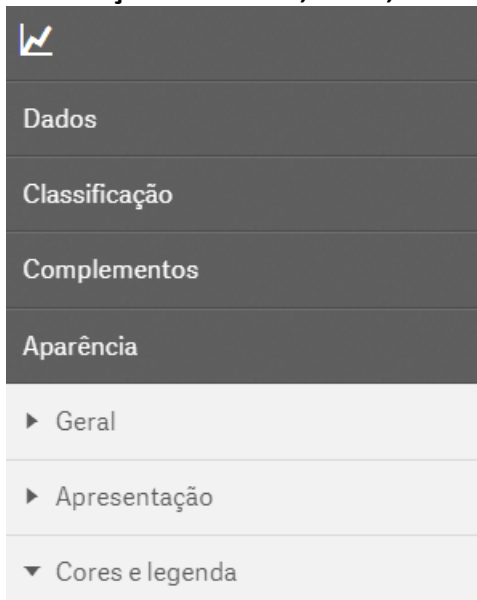 Dados
Classificação
Complementos
Aparência
Geral
Apresentação
Cores e legenda